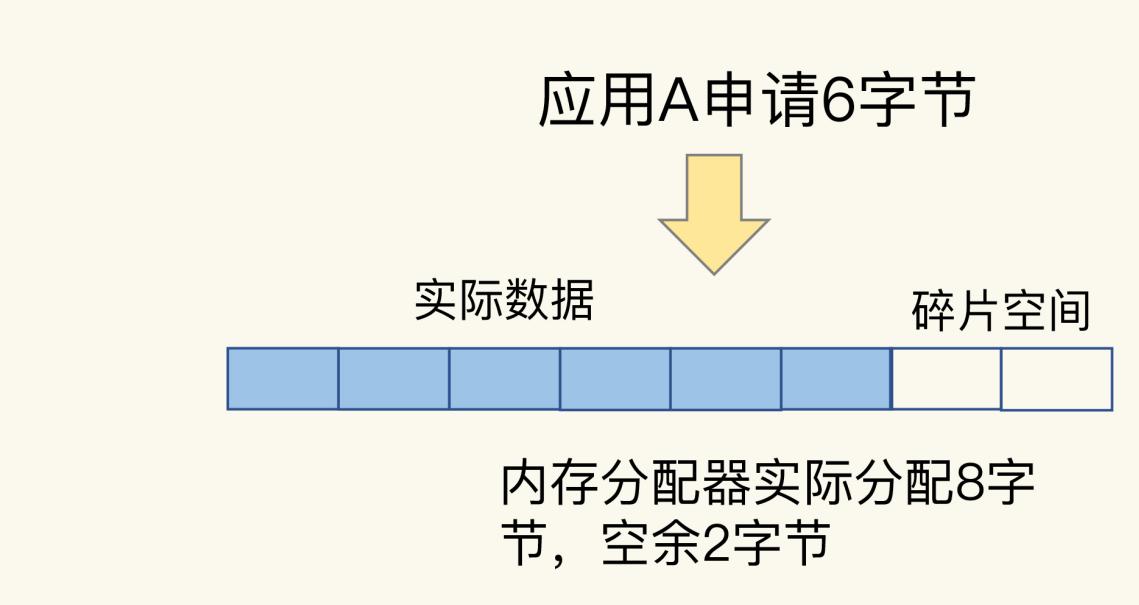 应用A申请6字节
实际数据
碎片空间
内存分配器实际分配8字
节，空余2字节